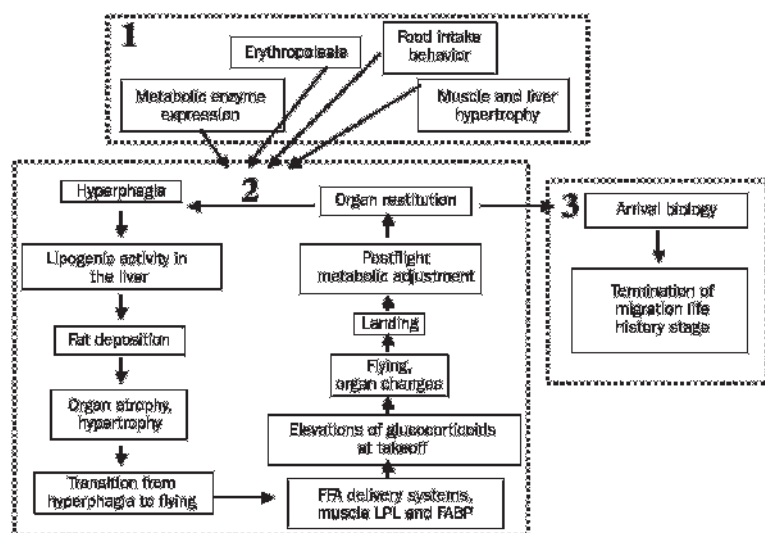 1
Erythropoiesis
Food intake
behavior
Metabolic enzyme
expression
Muscle and liver
hypertrophy
2
Hyperphagia
Lipogenic activity in
the liver
Fat deposition
Organ atrophy,
hypertrophy
Transition from
hyperphagia to flying
FFA delivery systems,
muscle LPL and FABP
Elevations of glucocorticoids
at takeoff
Flying,
organ changes
Landing
Postflight
metabolic adjustment
Organ restitution
3
Arrival biology
Termination of
migration life
history stage